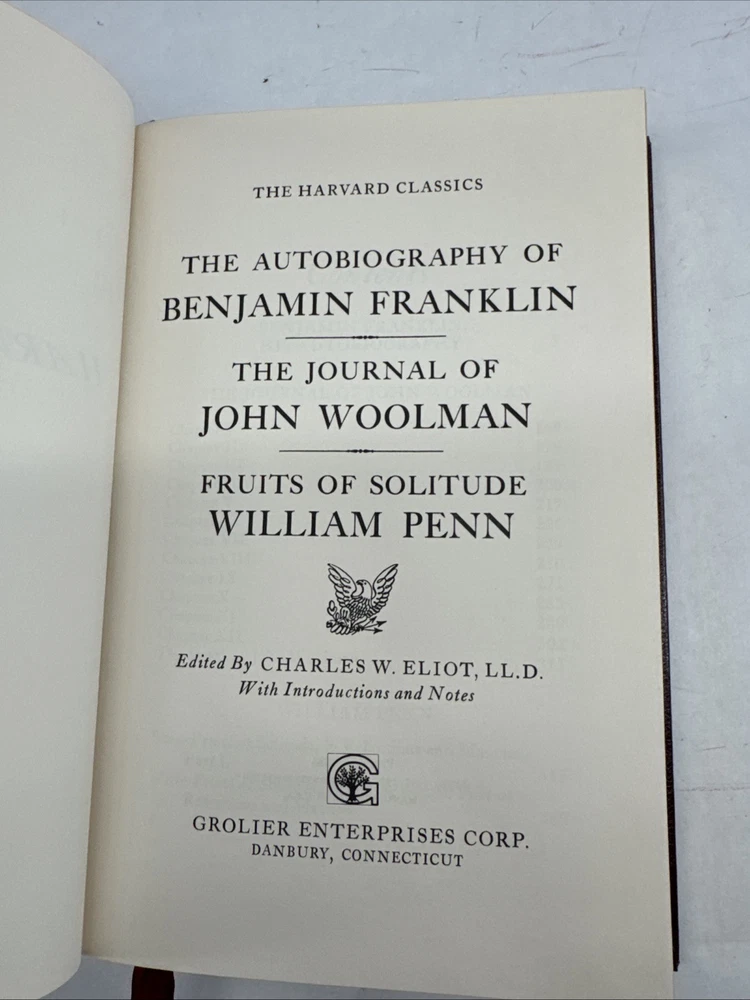 THE HARVARD CLASSICS
THE AUTOBIOGRAPHY OF
BENJAMIN FRANKLIN
THE JOURNAL OF
JOHN WOOLMAN
FRUITS OF SOLITUDE
WILLIAM PENN
Edited By CHARLES W. ELIOT, LL.D.
With Introductions and Notes
G
GROLIER ENTERPRISES CORP.
DANBURY, CONNECTICUT